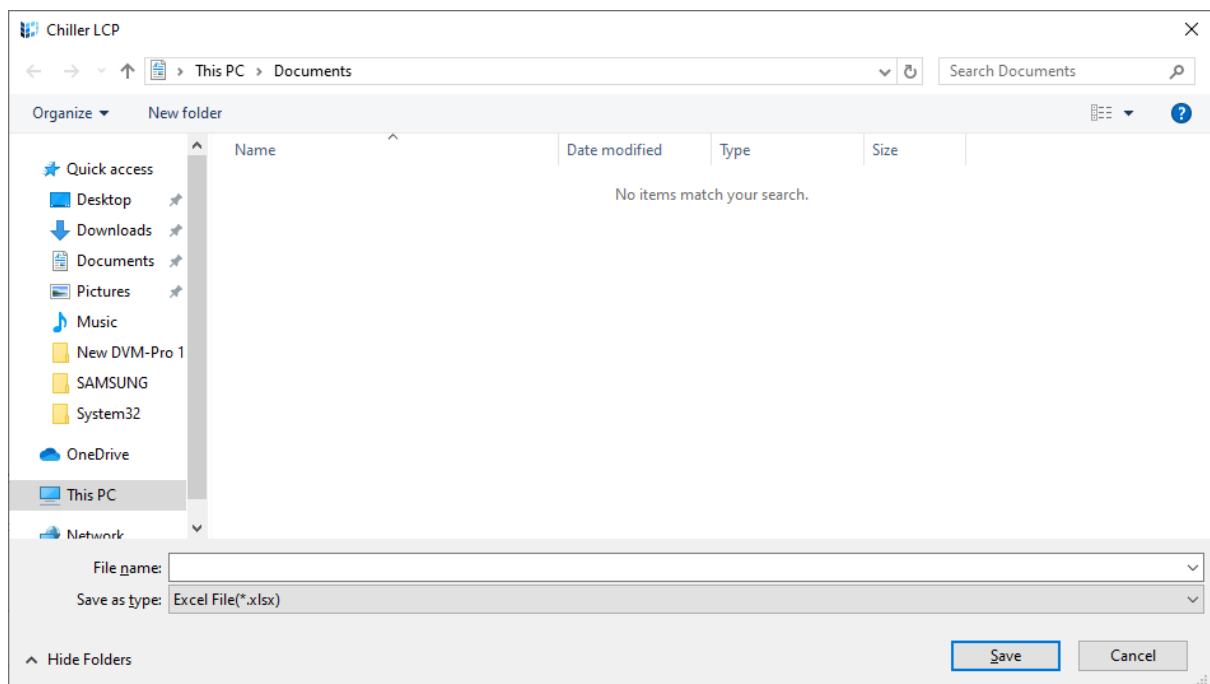 Chiller LCP
This PC > Documents
Search Documents
Organize
New folder
Name
Date modified
Type
Size
No items match your search.
Quick access
Desktop
Downloads
Documents
Pictures
Music
New DVM-Pro 1
SAMSUNG
System32
OneDrive
This PC
Network
File name:
Save as type: Excel File(*.xlsx)
Hide Folders
Save
Cancel